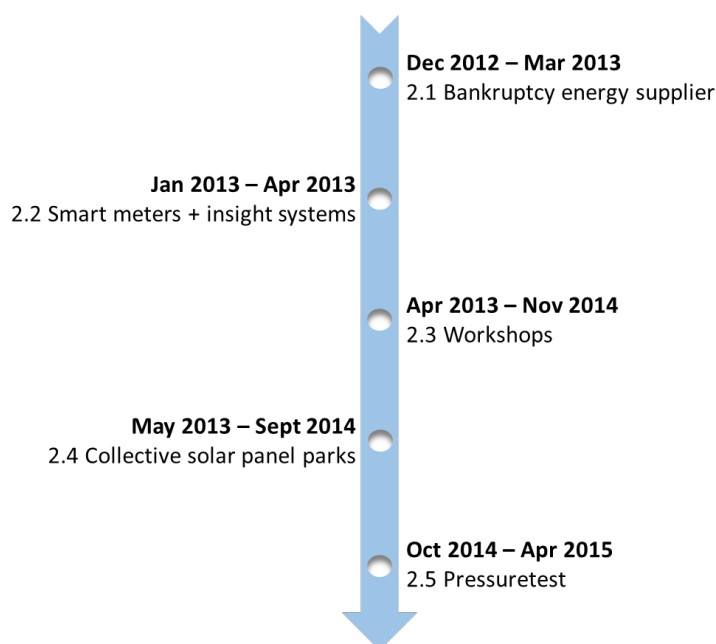 Dec 2012 – Mar 2013
2.1 Bankruptcy energy supplier
Jan 2013 – Apr 2013
2.2 Smart meters + insight systems
Apr 2013 – Nov 2014
2.3 Workshops
May 2013 – Sept 2014
2.4 Collective solar panel parks
Oct 2014 – Apr 2015
2.5 Pressuretest